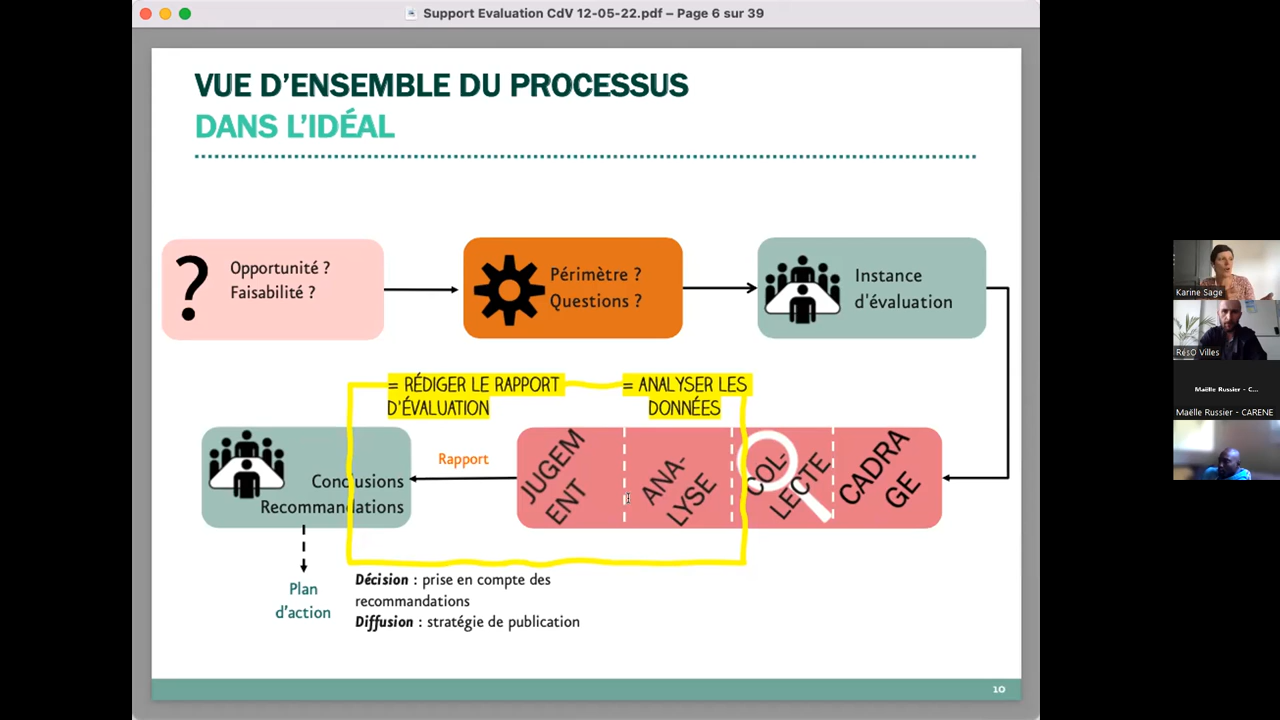 Support Evaluation CdV 12-05-22.pdf – Page 6 sur 39
VUE D’ENSEMBLE DU PROCESSUS
DANS L’IDÉAL
?
Opportunité ?
Faisabilité ?
Périmètre ?
Questions ?
Instance
d'évaluation
= RÉDIGER LE RAPPORT
D'ÉVALUATION
= ANALYSER LES
DONNÉES
Conclusions
Recommandations
Rapport
JUGEM
ENT
ANA-
LYSE
COL-
LECTE
CADRA
GE
Plan
d’action
Décision : prise en compte des
recommandations
Diffusion : stratégie de publication
10
Karine Sage
RésO Villes
Maëlle Russier - C...
Maëlle Russier - CARENE